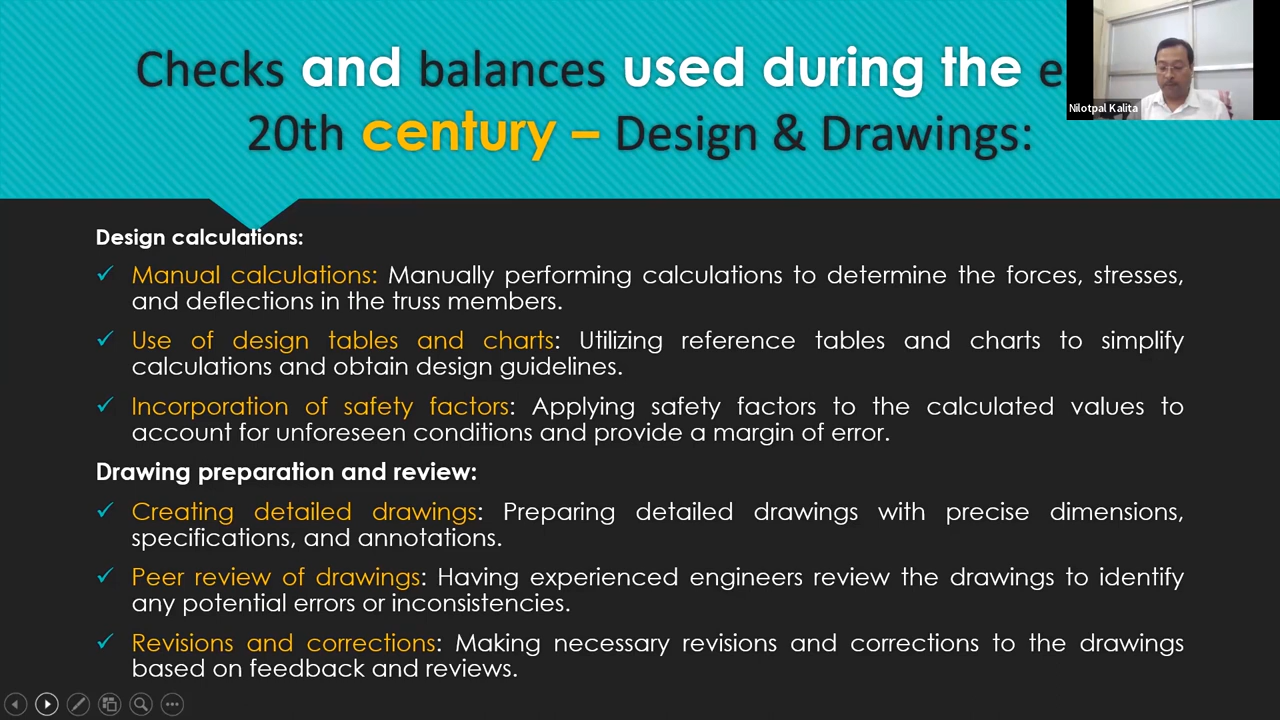 Checks and balances used during the
20th century – Design & Drawings:
Nilotpal Kalita
Design calculations:
✓ Manual calculations: Manually performing calculations to determine the forces, stresses,
and deflections in the truss members.
✓ Use of design tables and charts: Utilizing reference tables and charts to simplify
calculations and obtain design guidelines.
✓ Incorporation of safety factors: Applying safety factors to the calculated values to
account for unforeseen conditions and provide a margin of error.
Drawing preparation and review:
✓ Creating detailed drawings: Preparing detailed drawings with precise dimensions,
specifications, and annotations.
✓ Peer review of drawings: Having experienced engineers review the drawings to identify
any potential errors or inconsistencies.
✓ Revisions and corrections: Making necessary revisions and corrections to the drawings
based on feedback and reviews.